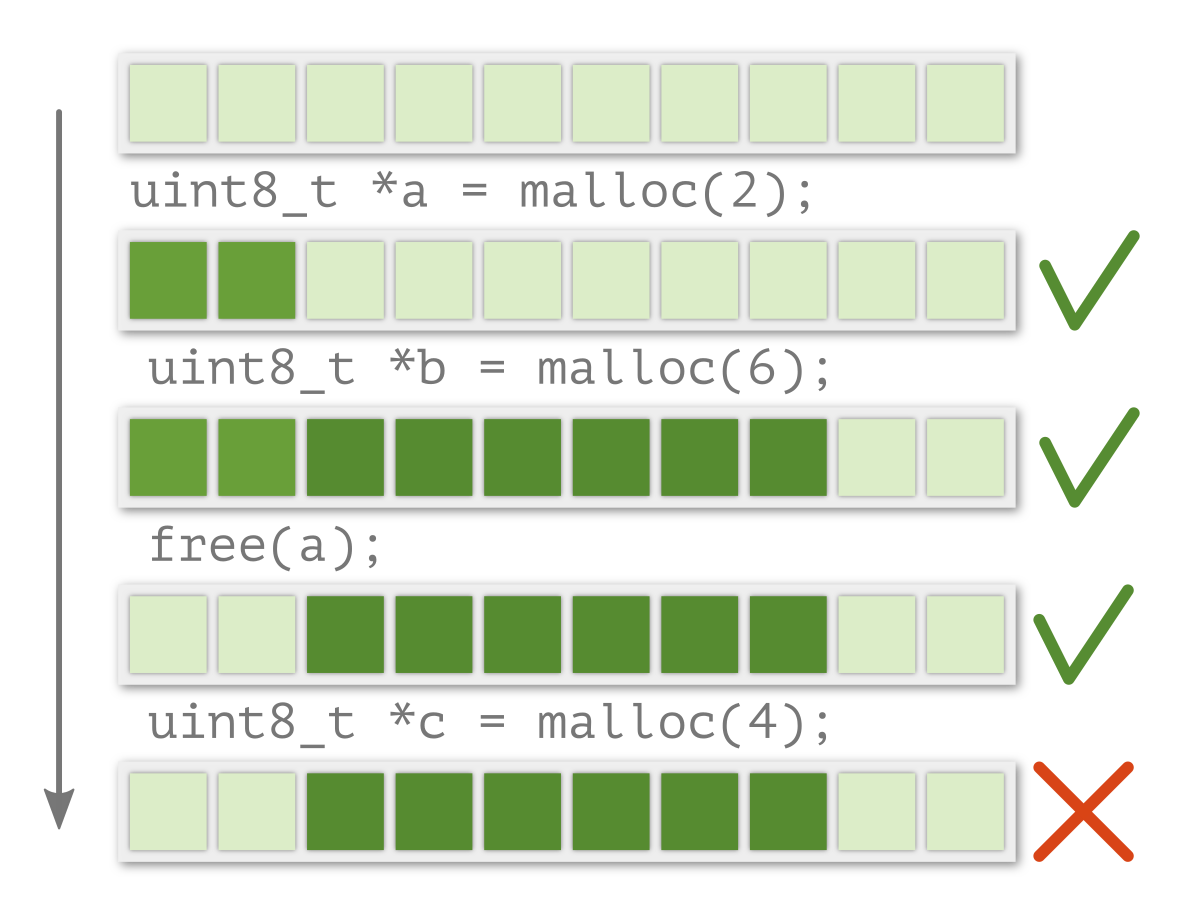 uint8_t *a = malloc(2);
uint8_t *b = malloc(6);
free(a);
uint8_t *c = malloc(4);